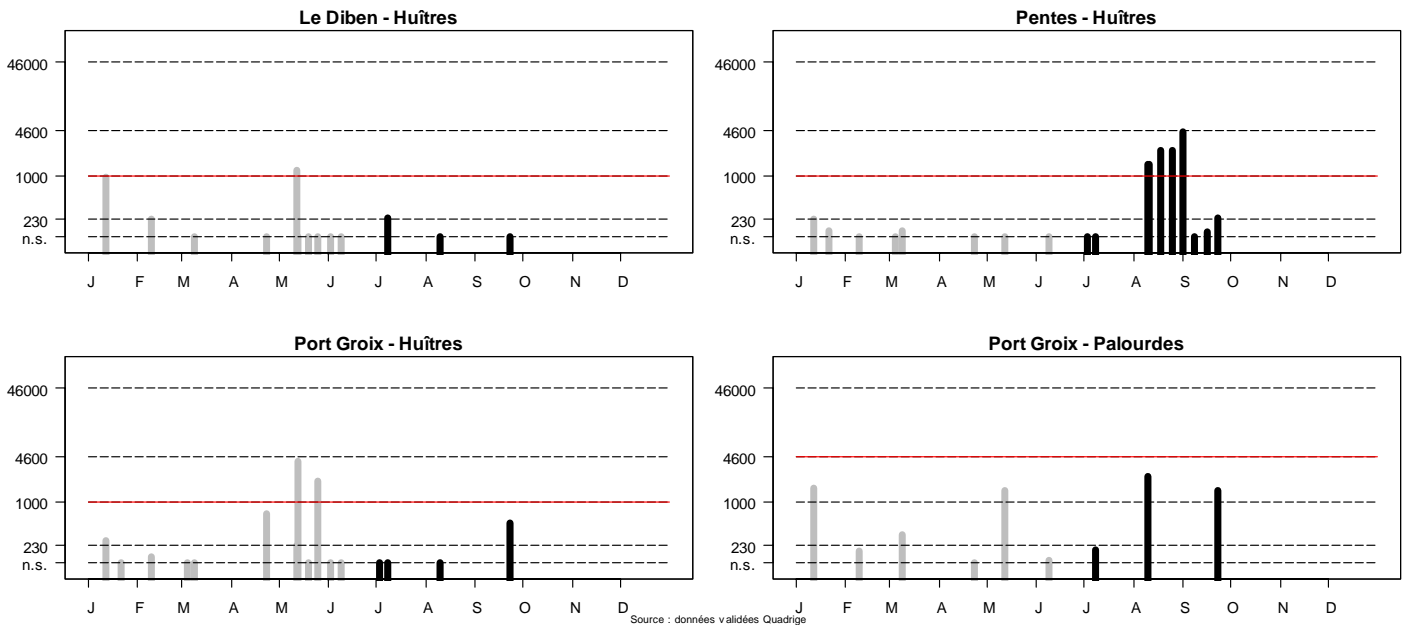 Le Diben - Huîtres
46000
4600
1000
230
n.s.
J F M A M J J A S O N D
Pentes - Huîtres
46000
4600
1000
230
n.s.
J F M A M J J A S O N D
Port Groix - Huîtres
46000
4600
1000
230
n.s.
J F M A M J J A S O N D
Port Groix - Palourdes
46000
4600
1000
230
n.s.
J F M A M J J A S O N D
Source : données validées Quadrige